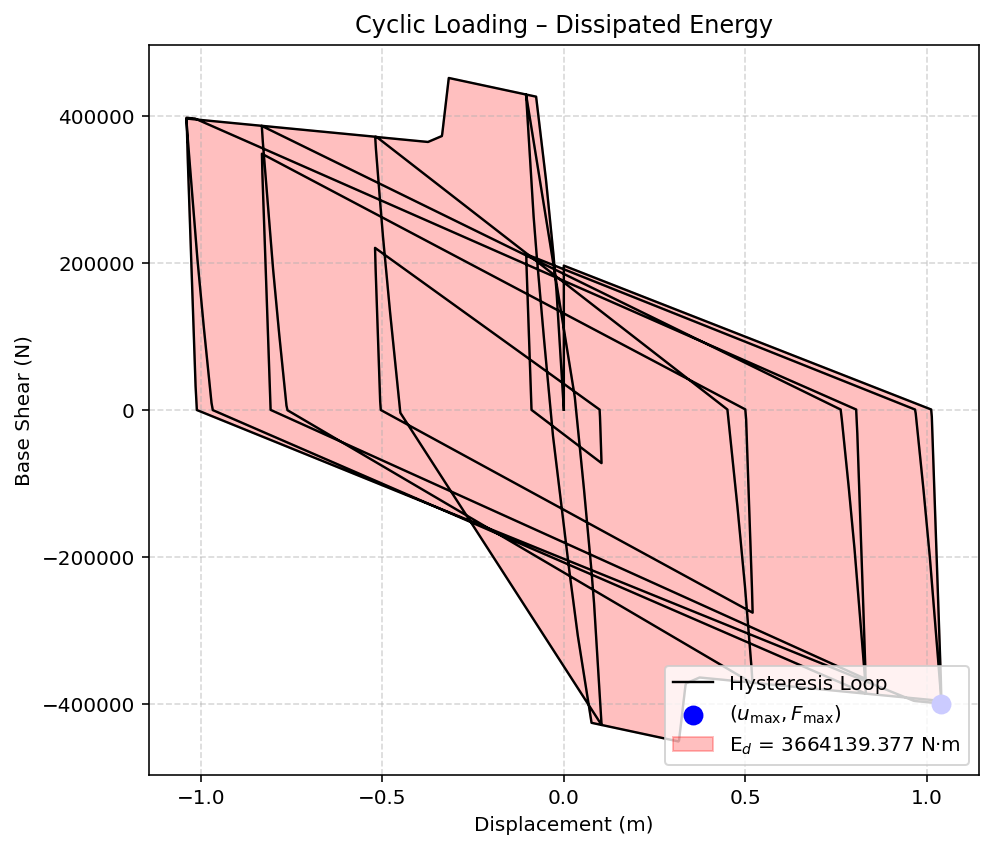 Cyclic Loading – Dissipated Energy
400000
200000
0
−200000
−400000
Base Shear (N)
−1.0
−0.5
0.0
0.5
1.0
Displacement (m)
Hysteresis Loop
(u_max, F_max)
E_d = 3664139.377 N·m